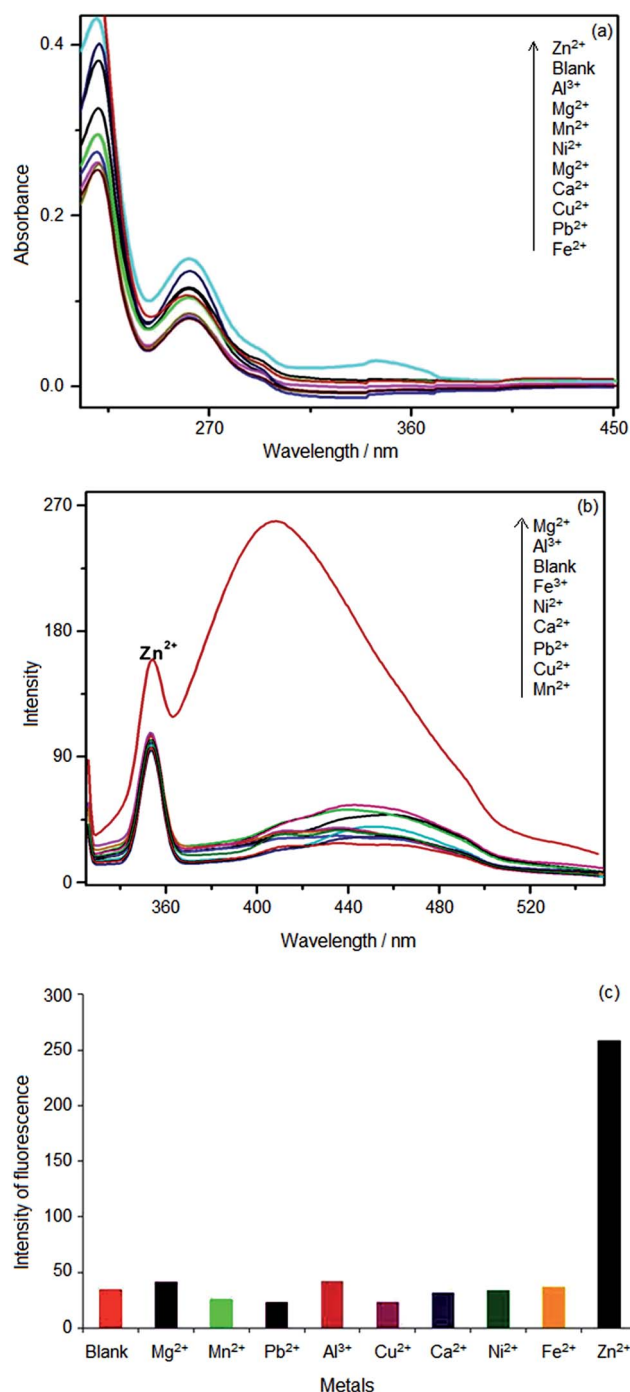 (a)
Zn²⁺
Blank
Al³⁺
Mg²⁺
Mn²⁺
Ni²⁺
Mg²⁺
Ca²⁺
Cu²⁺
Pb²⁺
Fe²⁺
0.4
0.2
0.0
Absorbance
270 360 450
Wavelength / nm
(b)
Mg²⁺
Al³⁺
Blank
Fe³⁺
Ni²⁺
Ca²⁺
Pb²⁺
Cu²⁺
Mn²⁺
Zn²⁺
270
180
90
0
Intensity
360 400 440 480 520
Wavelength / nm
(c)
300
250
200
150
100
50
0
Intensity of fluorescence
Blank Mg²⁺ Mn²⁺ Pb²⁺ Al³⁺ Cu²⁺ Ca²⁺ Ni²⁺ Fe²⁺ Zn²⁺
Metals